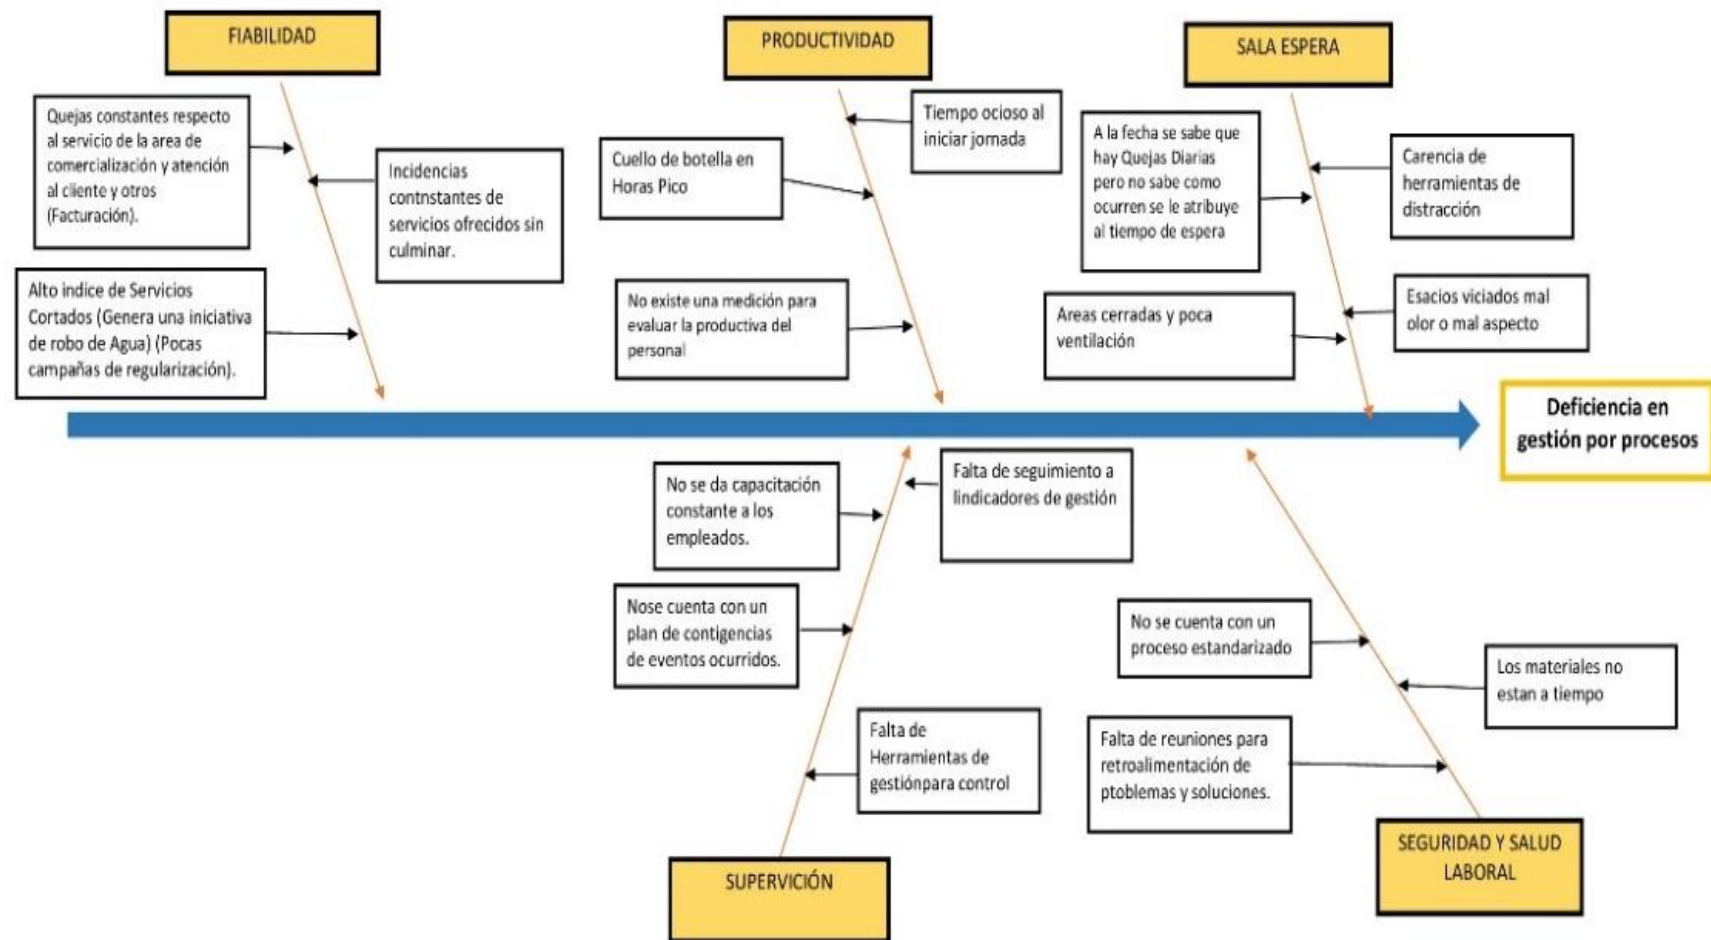 FIABILIDAD
PRODUCTIVIDAD
SALA ESPERA
Quejas constantes respecto
al servicio de la area de
comercialización y atención
al cliente y otros
(Facturación).
Incidencias
contnstantes de
servicios ofrecidos sin
culminar.
Alto indice de Servicios
Cortados (Genera una iniciativa
de robo de Agua) (Pocas
campañas de regularización).
Tiempo ocioso al
iniciar jornada
Cuello de botella en
Horas Pico
No existe una medición para
evaluar la productiva del
personal
A la fecha se sabe que
hay Quejas Diarias
pero no sabe como
ocurren se le atribuye
al tiempo de espera
Carencia de
herramientas de
distracción
Areas cerradas y poca
ventilación
Esacios viciados mal
olor o mal aspecto
Deficiencia en
gestión por procesos
No se da capacitación
constante a los
empleados.
Falta de seguimiento a
lindicadores de gestión
Nose cuenta con un
plan de contigencias
de eventos ocurridos.
Falta de
Herramientas de
gestiónpara control
No se cuenta con un
proceso estandarizado
Los materiales no
estan a tiempo
Falta de reuniones para
retroalimentación de
ptoblemas y soluciones.
SUPERVICIÓN
SEGURIDAD Y SALUD
LABORAL